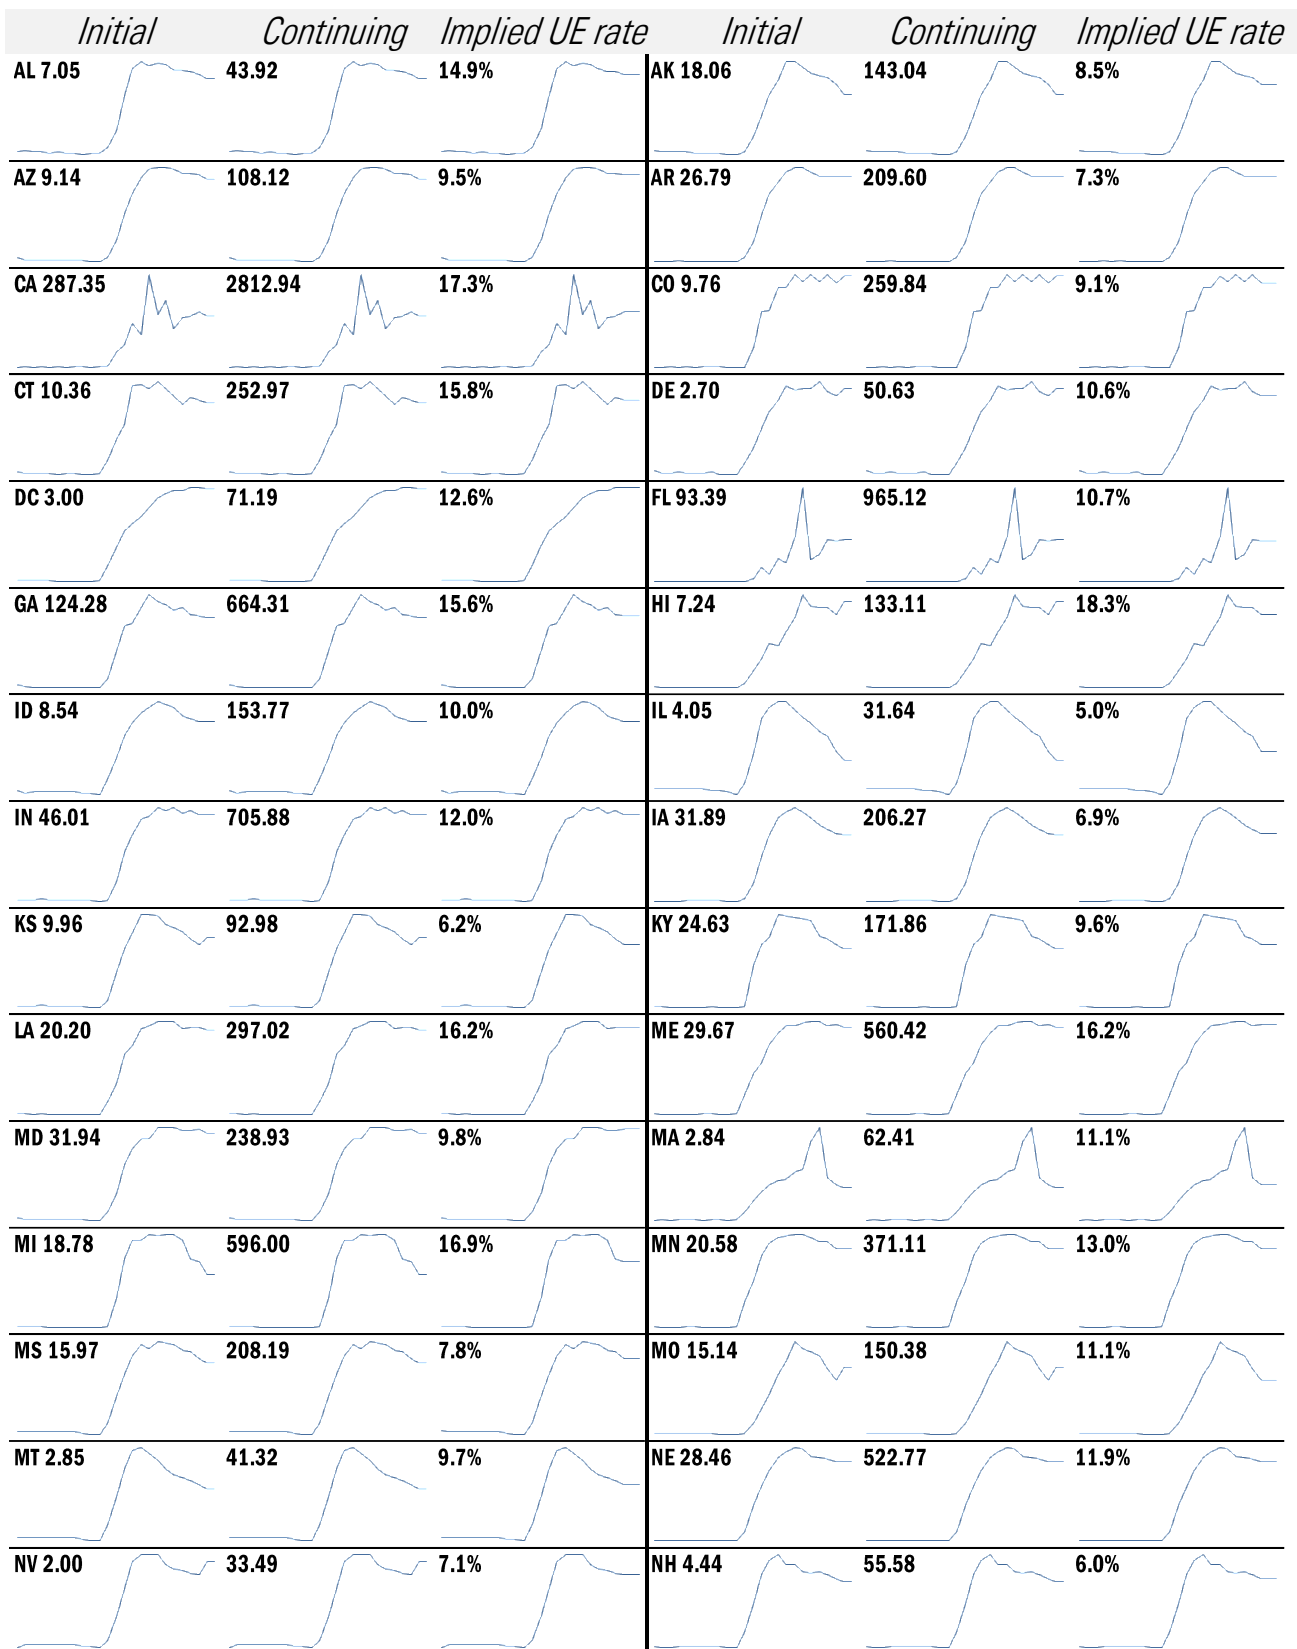 Initial Continuing Implied UE rate Initial Continuing Implied UE rate
AL 7.05 43.92 14.9% AK 18.06 143.04 8.5%
AZ 9.14 108.12 9.5% AR 26.79 209.60 7.3%
CA 287.35 2812.94 17.3% CO 9.76 259.84 9.1%
CT 10.36 252.97 15.8% DE 2.70 50.63 10.6%
DC 3.00 71.19 12.6% FL 93.39 965.12 10.7%
GA 124.28 664.31 15.6% HI 7.24 133.11 18.3%
ID 8.54 153.77 10.0% IL 4.05 31.64 5.0%
IN 46.01 705.88 12.0% IA 31.89 206.27 6.9%
KS 9.96 92.98 6.2% KY 24.63 171.86 9.6%
LA 20.20 297.02 16.2% ME 29.67 560.42 16.2%
MD 31.94 238.93 9.8% MA 2.84 62.41 11.1%
MI 18.78 596.00 16.9% MN 20.58 371.11 13.0%
MS 15.97 208.19 7.8% MO 15.14 150.38 11.1%
MT 2.85 41.32 9.7% NE 28.46 522.77 11.9%
NV 2.00 33.49 7.1% NH 4.44 55.58 6.0%